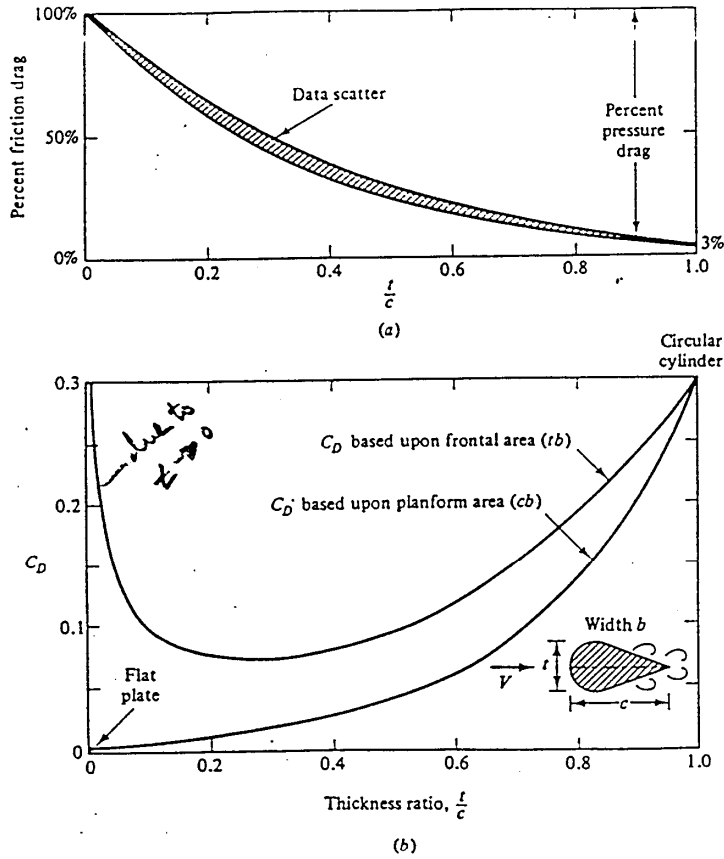 100%
Percent friction drag
50%
0%
Data scatter
Percent
pressure
drag
3%
0 0.2 0.4 0.6 0.8 1.0
t/c
(a)
Circular
cylinder
0.3
due to
t → 0
C_D based upon frontal area (tb)
0.2
C_D based upon planform area (cb)
C_D
0.1
Width b
t
V
c
Flat
plate
0
0 0.2 0.4 0.6 0.8 1.0
Thickness ratio, t/c
(b)